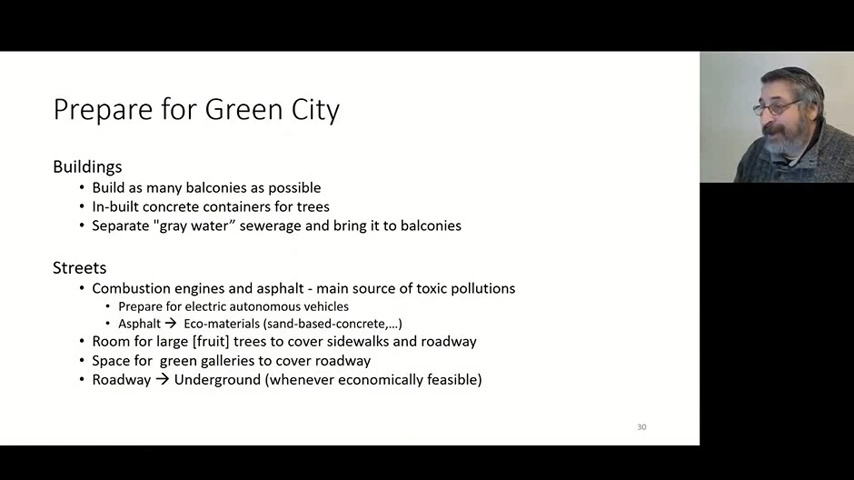 Prepare for Green City
Buildings
• Build as many balconies as possible
• In-built concrete containers for trees
• Separate "gray water” sewerage and bring it to balconies
Streets
• Combustion engines and asphalt - main source of toxic pollutions
• Prepare for electric autonomous vehicles
• Asphalt → Eco-materials (sand-based-concrete,…)
• Room for large [fruit] trees to cover sidewalks and roadway
• Space for green galleries to cover roadway
• Roadway → Underground (whenever economically feasible)
30